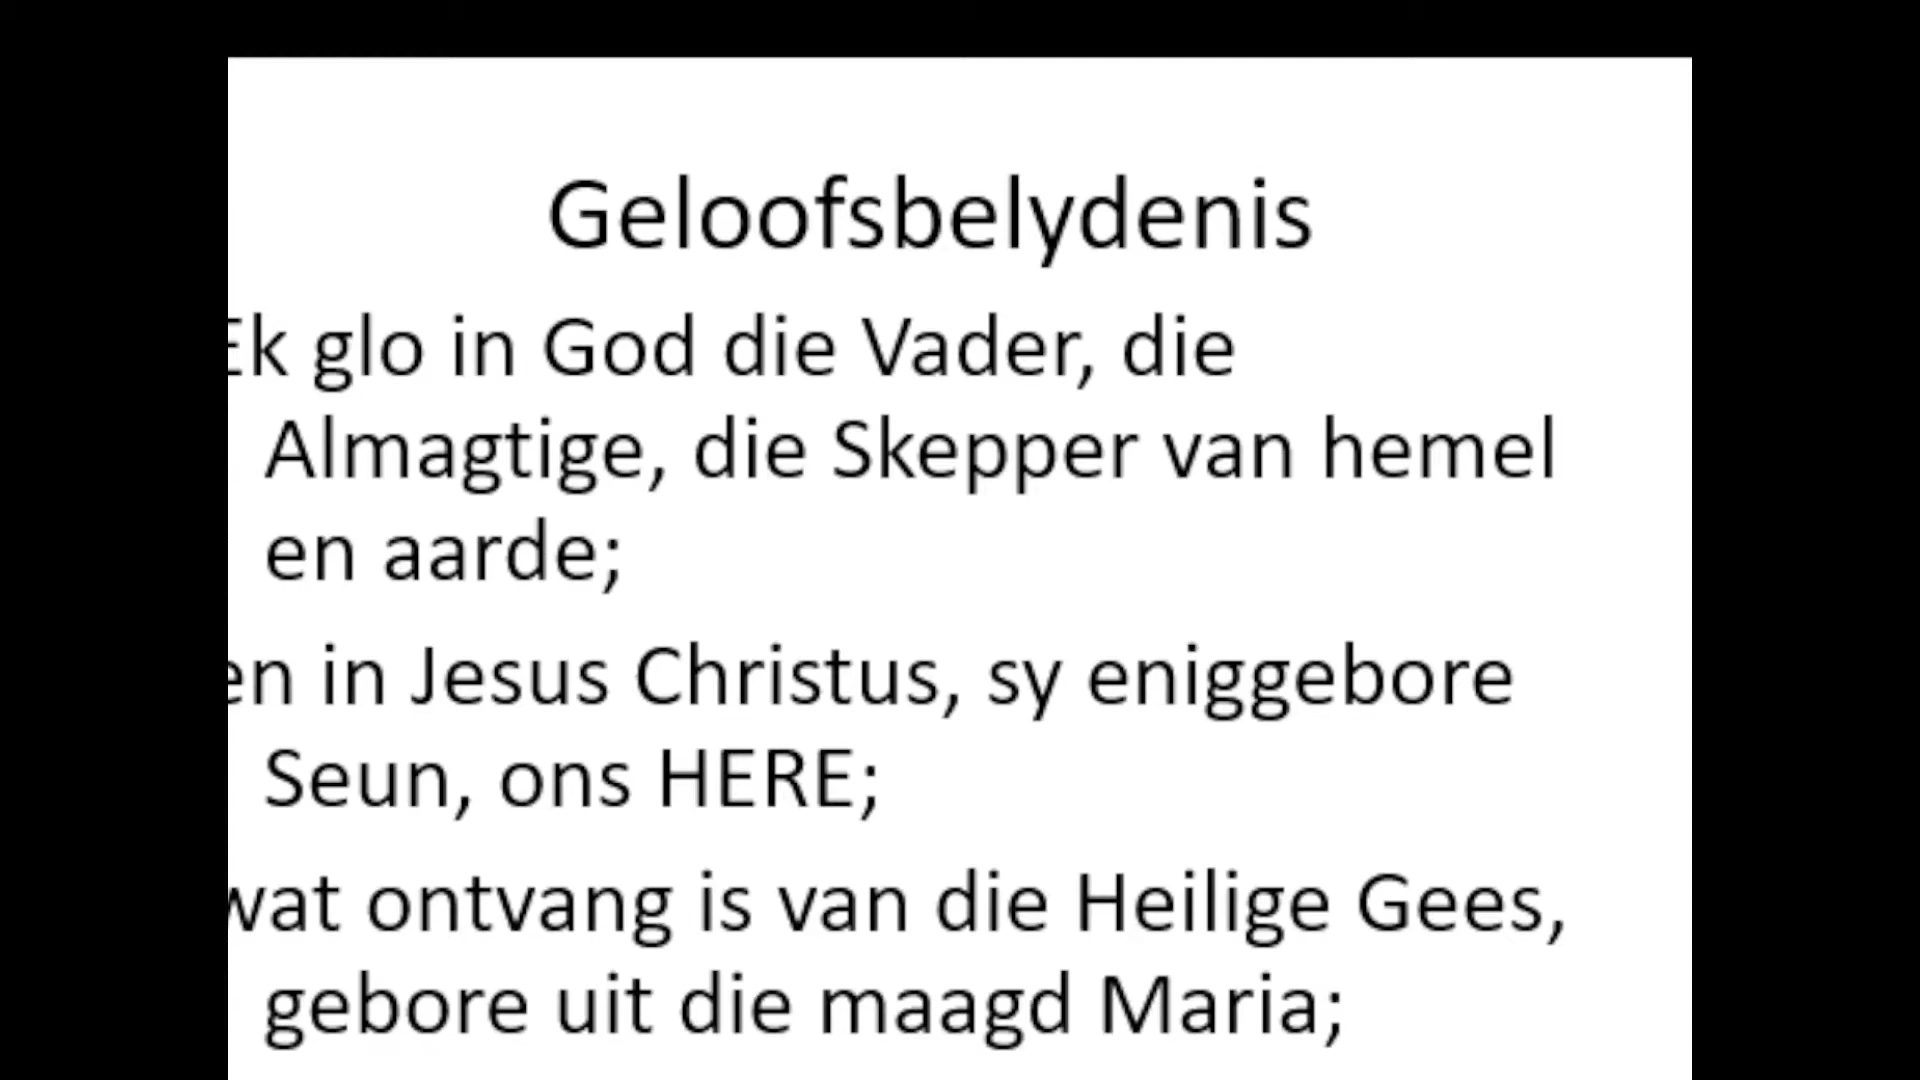 Geloofsbelydenis
Ek glo in God die Vader, die
Almagtige, die Skepper van hemel
en aarde;
en in Jesus Christus, sy eniggebore
Seun, ons HERE;
wat ontvang is van die Heilige Gees,
gebore uit die maagd Maria;